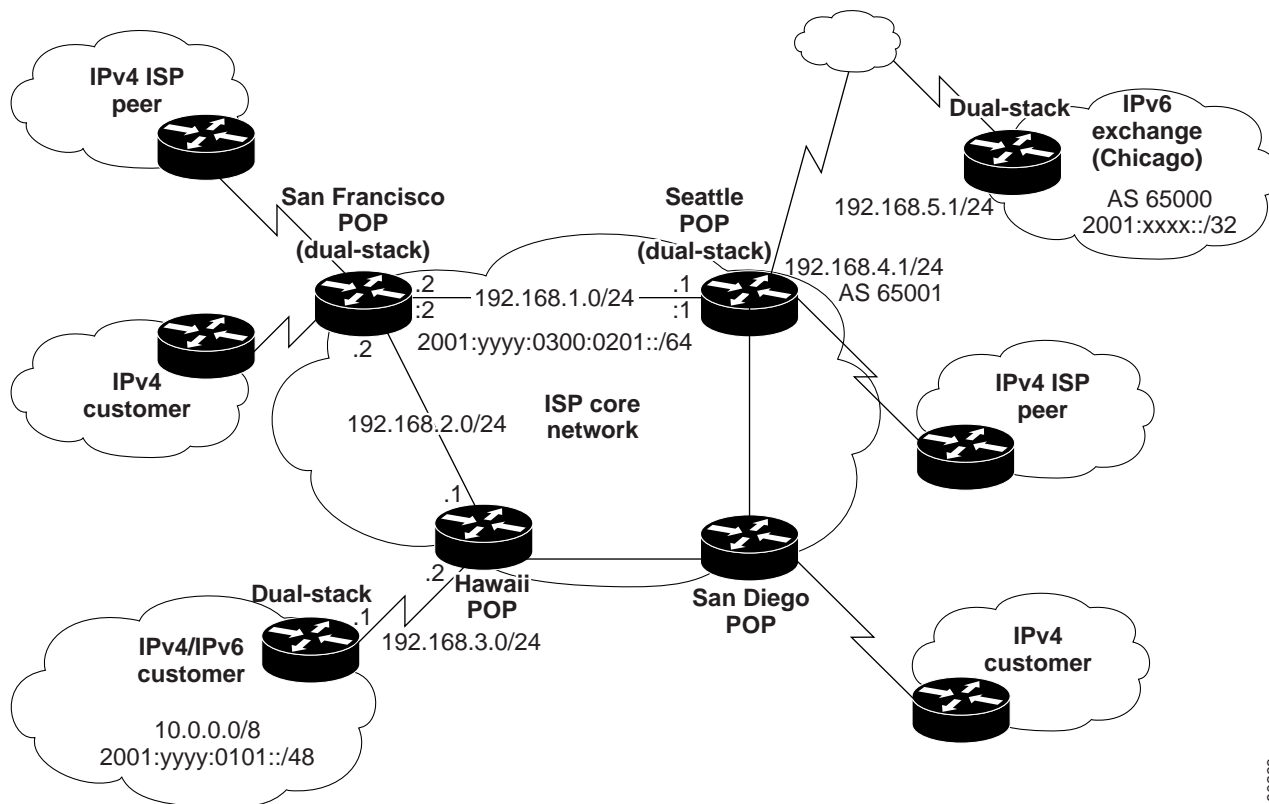 IPv4 ISP
peer
Dual-stack
IPv6
exchange
(Chicago)
AS 65000
2001:xxxx::/32
192.168.5.1/24
San Francisco
POP
(dual-stack)
Seattle
POP
(dual-stack)
192.168.4.1/24
AS 65001
.2
:2
.2
192.168.1.0/24
2001:yyyy:0300:0201::/64
.1
:1
IPv4
customer
ISP core
network
IPv4 ISP
peer
192.168.2.0/24
.1
.2
Hawaii
POP
San Diego
POP
Dual-stack
.1
192.168.3.0/24
IPv4/IPv6
customer
10.0.0.0/8
2001:yyyy:0101::/48
IPv4
customer